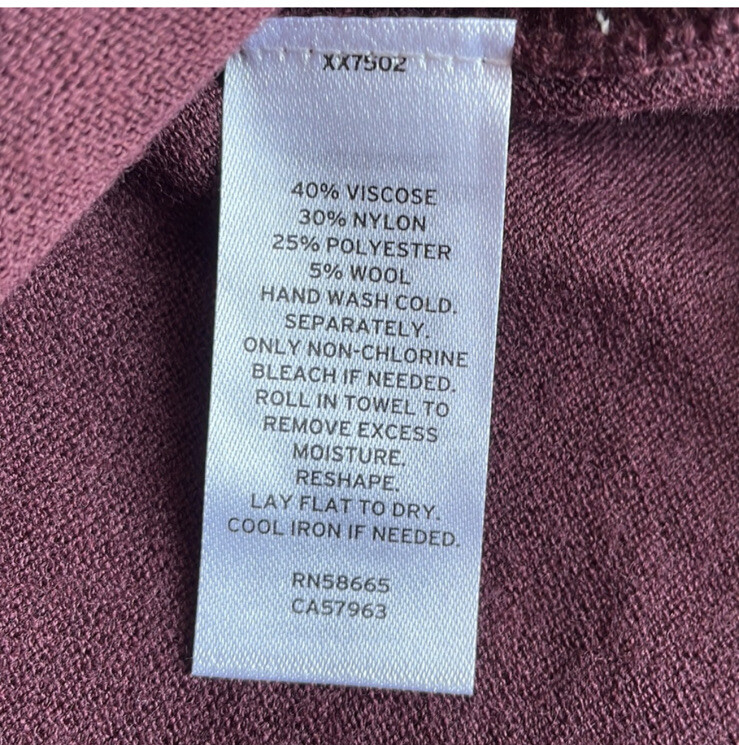 XX7502
40% VISCOSE
30% NYLON
25% POLYESTER
5% WOOL
HAND WASH COLD.
SEPARATELY.
ONLY NON-CHLORINE
BLEACH IF NEEDED.
ROLL IN TOWEL TO
REMOVE EXCESS
MOISTURE.
RESHAPE.
LAY FLAT TO DRY.
COOL IRON IF NEEDED.
RN58665
CA57963